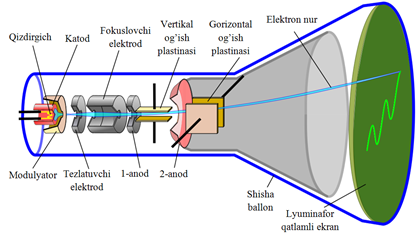 Qizdirgich
Katod
Fokuslovchi
elektrod
Vertikal
og'ish
plastinasi
Gorizontal
og'ish
plastinasi
Elektron nur
Modulyator
Tezlatuvchi
elektrod
1-anod
2-anod
Shisha
ballon
Lyuminafor
qatlamli ekran